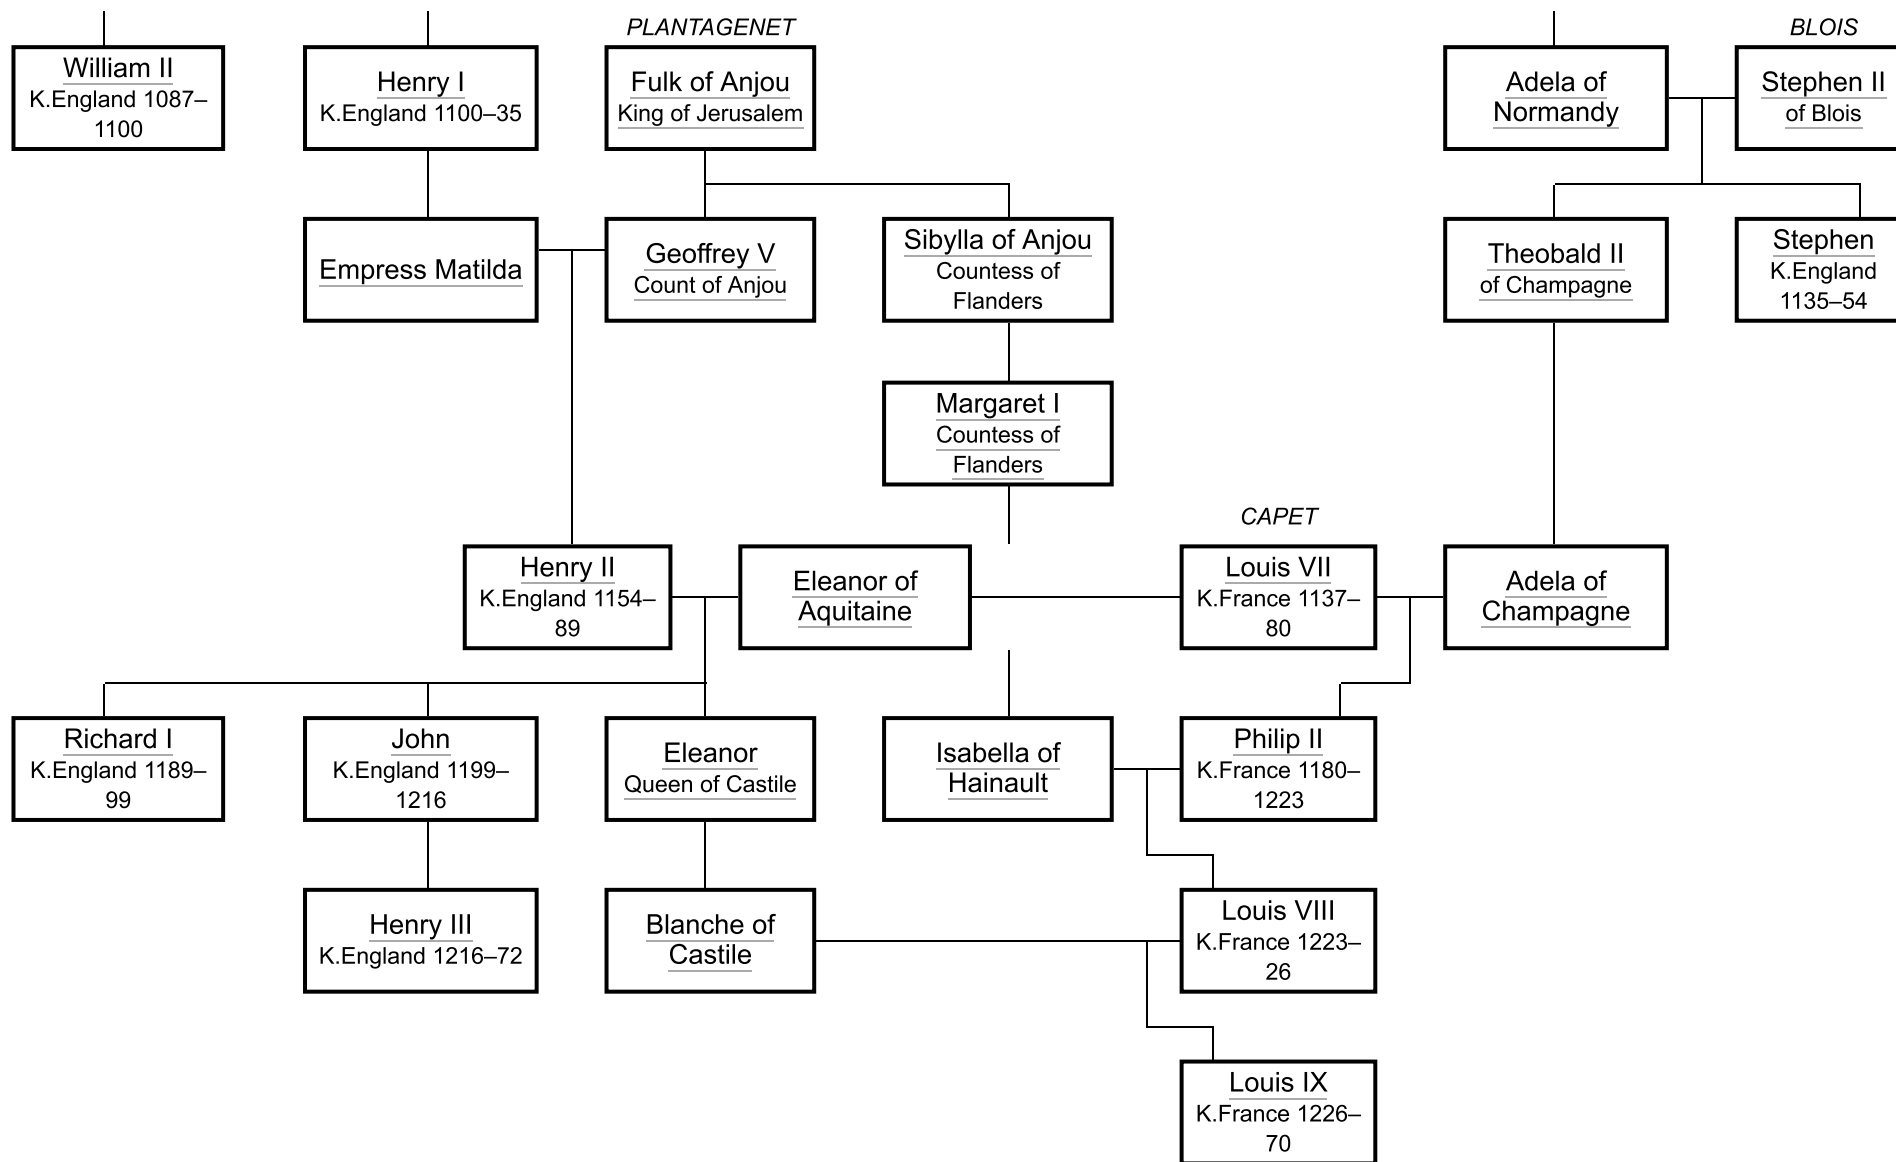 PLANTAGENET
BLOIS
William II
K.England 1087–
1100
Henry I
K.England 1100–35
Fulk of Anjou
King of Jerusalem
Adela of
Normandy
Stephen II
of Blois
Empress Matilda
Geoffrey V
Count of Anjou
Sibylla of Anjou
Countess of
Flanders
Theobald II
of Champagne
Stephen
K.England
1135–54
Margaret I
Countess of
Flanders
CAPET
Henry II
K.England 1154–
89
Eleanor of
Aquitaine
Louis VII
K.France 1137–
80
Adela of
Champagne
Richard I
K.England 1189–
99
John
K.England 1199–
1216
Eleanor
Queen of Castile
Isabella of
Hainault
Philip II
K.France 1180–
1223
Henry III
K.England 1216–72
Blanche of
Castile
Louis VIII
K.France 1223–
26
Louis IX
K.France 1226–
70